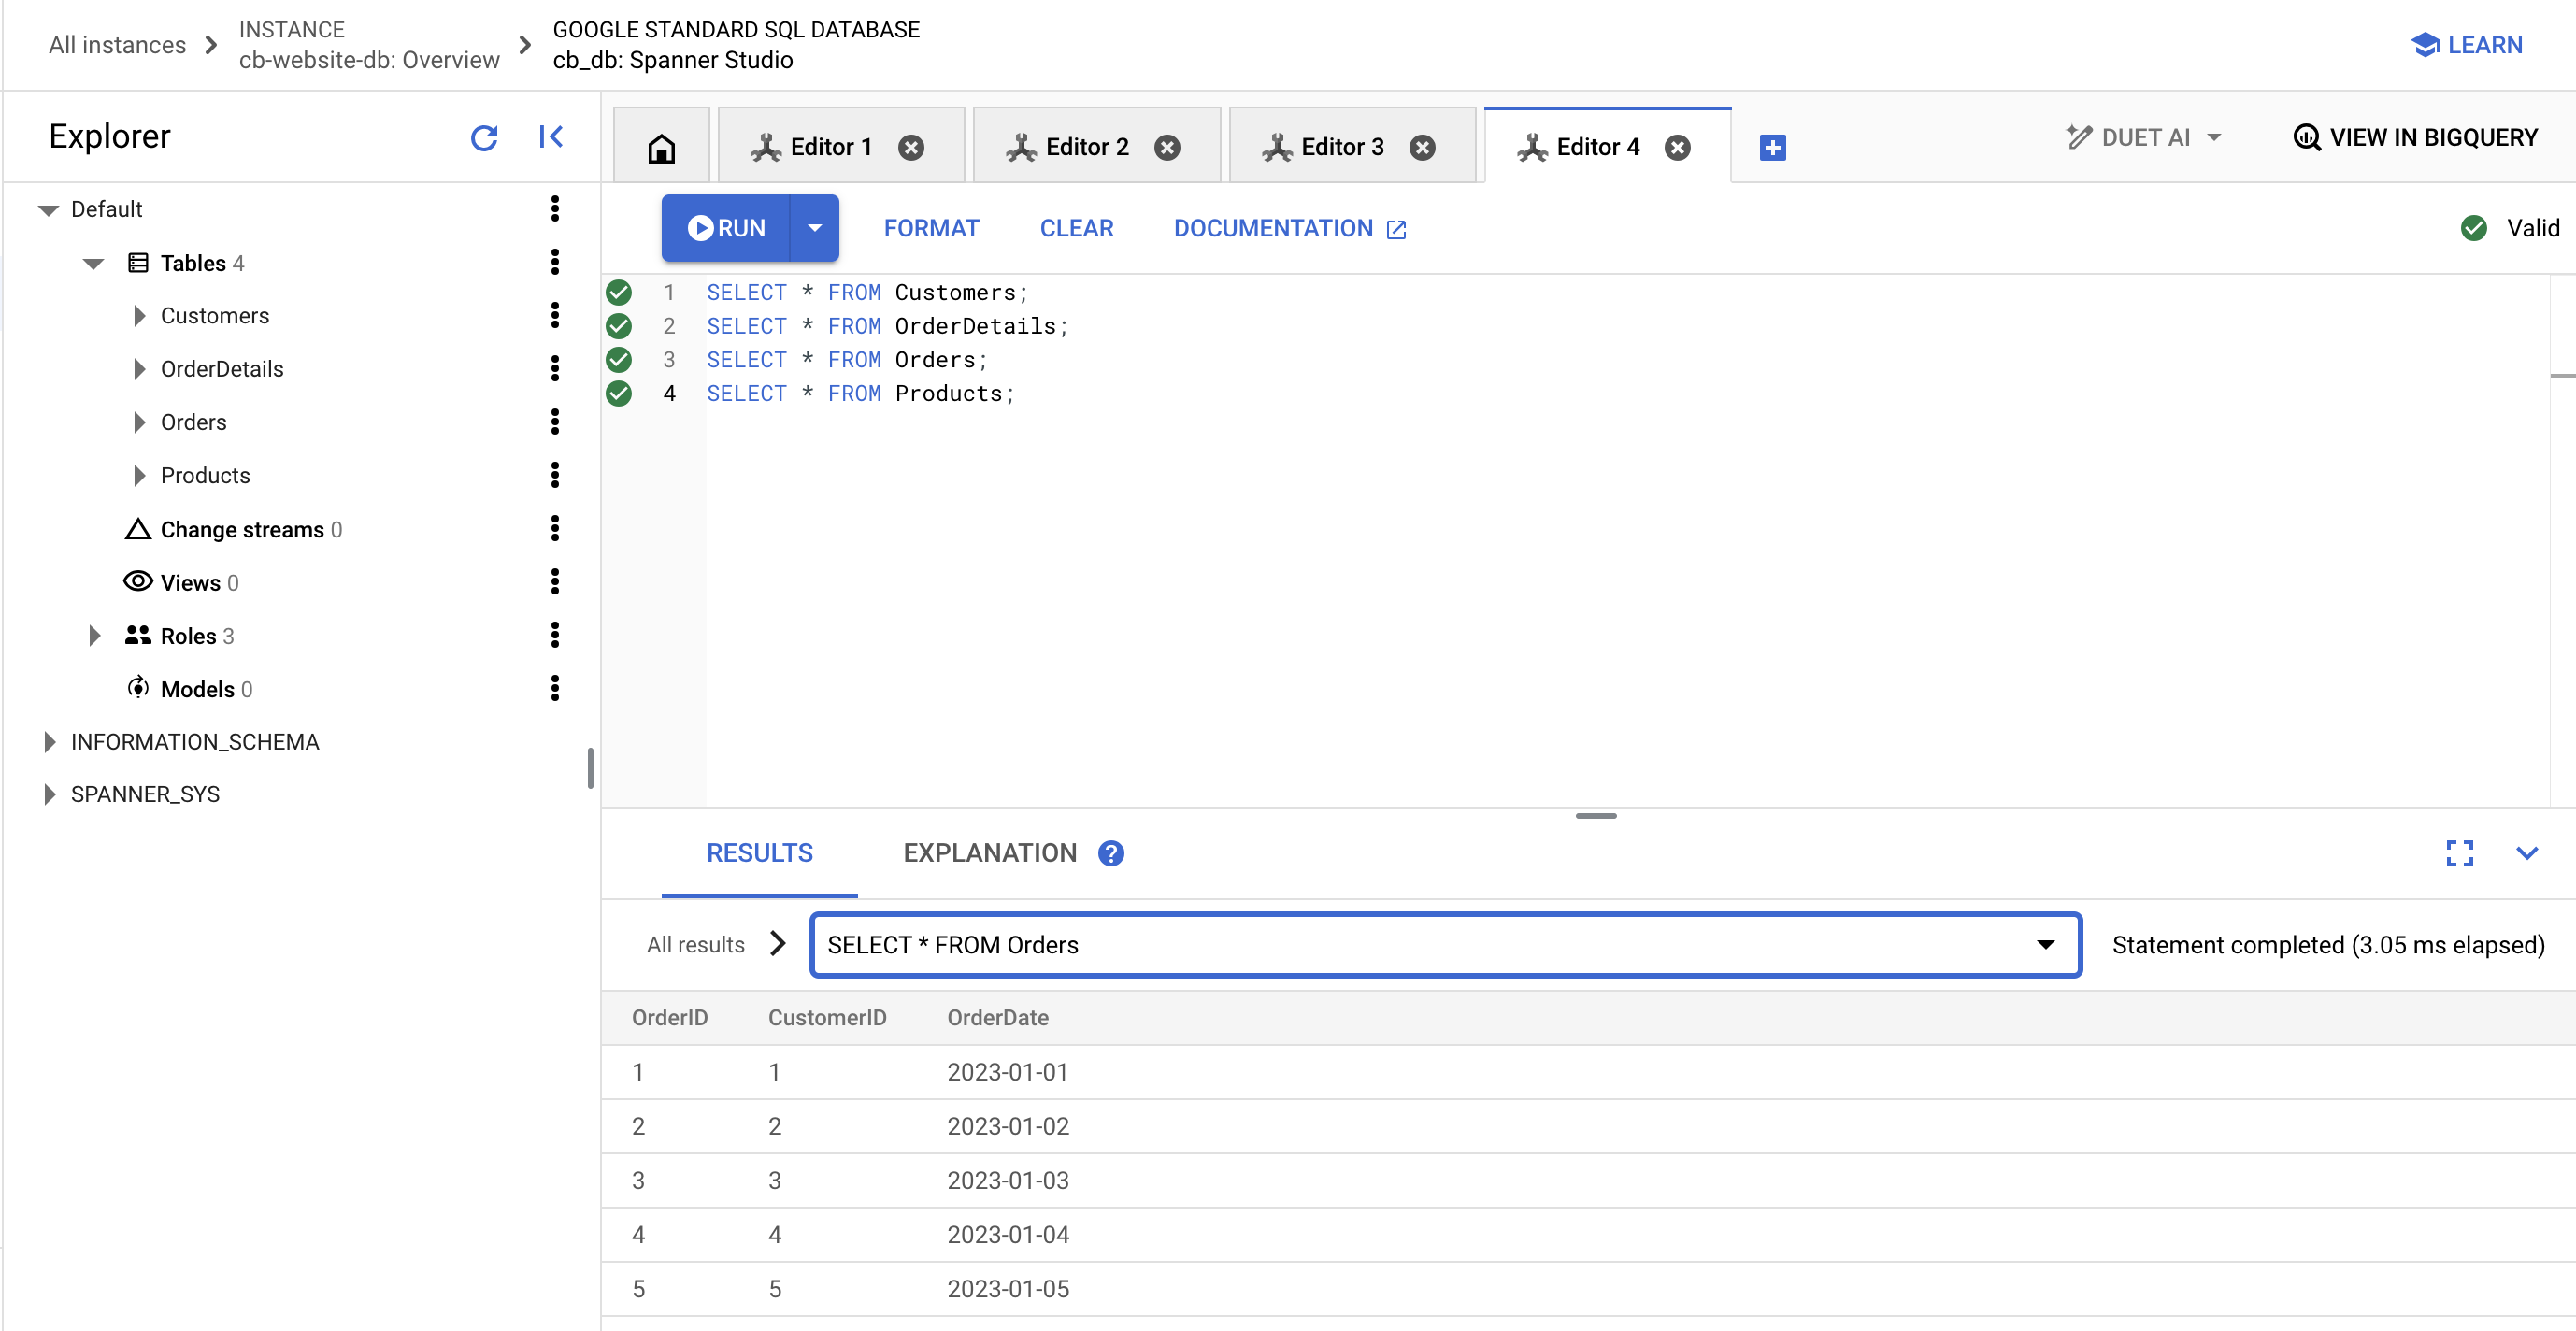 All instances
INSTANCE
cb-website-db: Overview
GOOGLE STANDARD SQL DATABASE
cb_db: Spanner Studio
LEARN
Explorer
Default
Tables 4
Customers
OrderDetails
Orders
Products
Change streams 0
Views 0
Roles 3
Models 0
INFORMATION_SCHEMA
SPANNER_SYS
Editor 1
Editor 2
Editor 3
Editor 4
DUET AI
VIEW IN BIGQUERY
RUN
FORMAT
CLEAR
DOCUMENTATION
Valid
1 SELECT * FROM Customers;
2 SELECT * FROM OrderDetails;
3 SELECT * FROM Orders;
4 SELECT * FROM Products;
RESULTS
EXPLANATION
?
All results
SELECT * FROM Orders
Statement completed (3.05 ms elapsed)
OrderID CustomerID OrderDate
1 1 2023-01-01
2 2 2023-01-02
3 3 2023-01-03
4 4 2023-01-04
5 5 2023-01-05